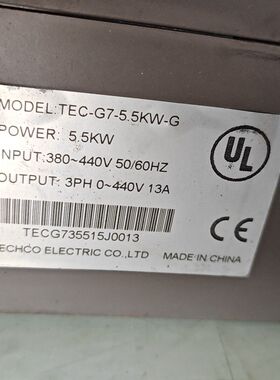 MODEL:TEC-G7-5.5KW-G
POWER: 5.5KW
INPUT:380~440V 50/60HZ
OUTPUT: 3PH 0~440V 13A
UL
TECG735515J0013
CE
ECHCO ELECTRIC CO.,LTD
MADE IN CHINA